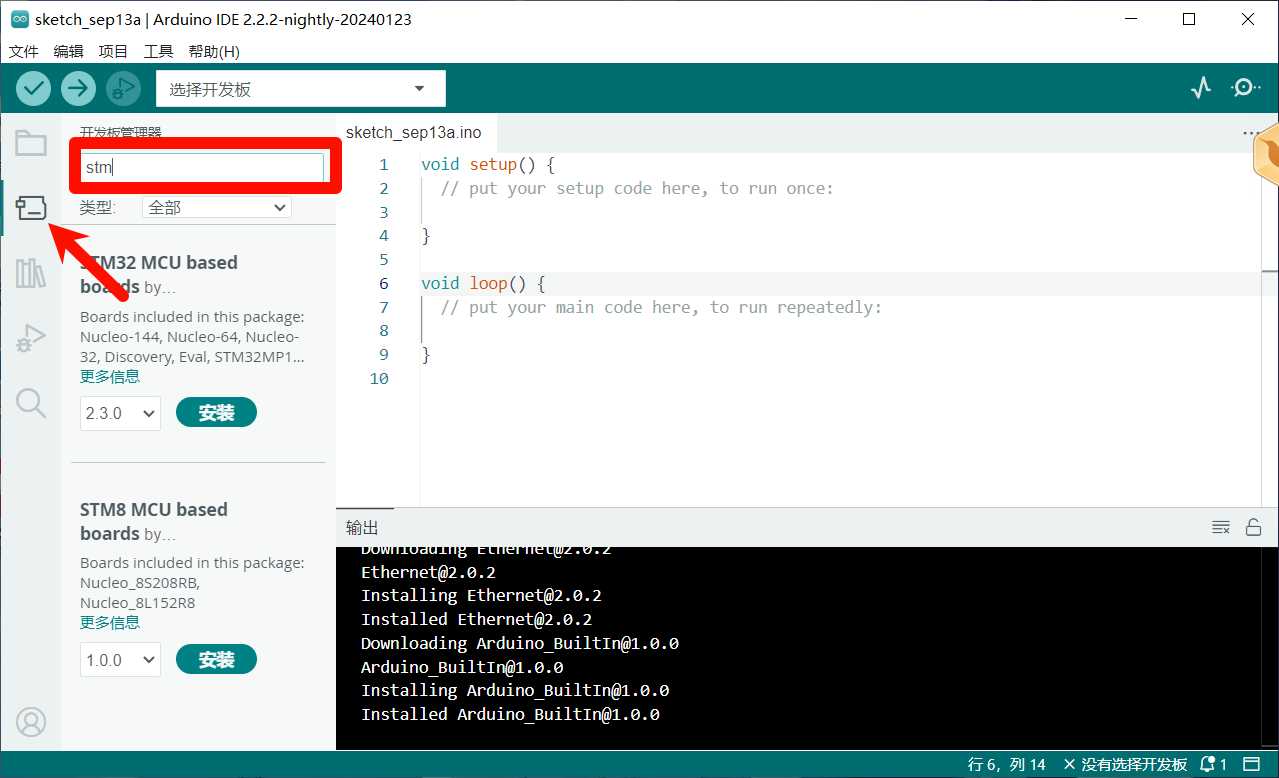 sketch_sep13a | Arduino IDE 2.2.2-nightly-20240123
文件 编辑 项目 工具 帮助(H)
选择开发板
开发板管理器
stm
类型: 全部
STM32 MCU based
boards by...
Boards included in this package:
Nucleo-144, Nucleo-64, Nucleo-
32, Discovery, Eval, STM32MP1...
更多信息
2.3.0 安装
STM8 MCU based
boards by...
Boards included in this package:
Nucleo_8S208RB,
Nucleo_8L152R8
更多信息
1.0.0 安装
sketch_sep13a.ino
1 void setup() {
2 // put your setup code here, to run once:
3
4 }
5
6 void loop() {
7 // put your main code here, to run repeatedly:
8
9 }
10
输出
Downloading Ethernet@2.0.2
Ethernet@2.0.2
Installing Ethernet@2.0.2
Installed Ethernet@2.0.2
Downloading Arduino_BuiltIn@1.0.0
Arduino_BuiltIn@1.0.0
Installing Arduino_BuiltIn@1.0.0
Installed Arduino_BuiltIn@1.0.0
行 6，列 14 × 没有选择开发板 1